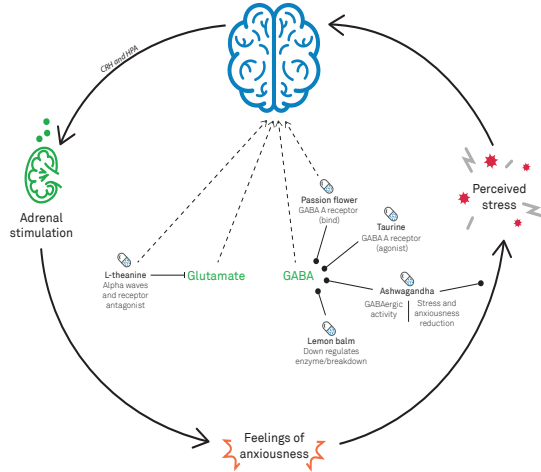 CRH and HPA
Adrenal
stimulation
Perceived
stress
Passion flower
GABA A receptor
(bind)
Taurine
GABA A receptor
(agonist)
L-theanine
Alpha waves
and receptor
antagonist
Glutamate
GABA
Ashwagandha
GABAergic
activity
Stress and
anxiousness
reduction
Lemon balm
Down regulates
enzyme/breakdown
Feelings of
anxiousness